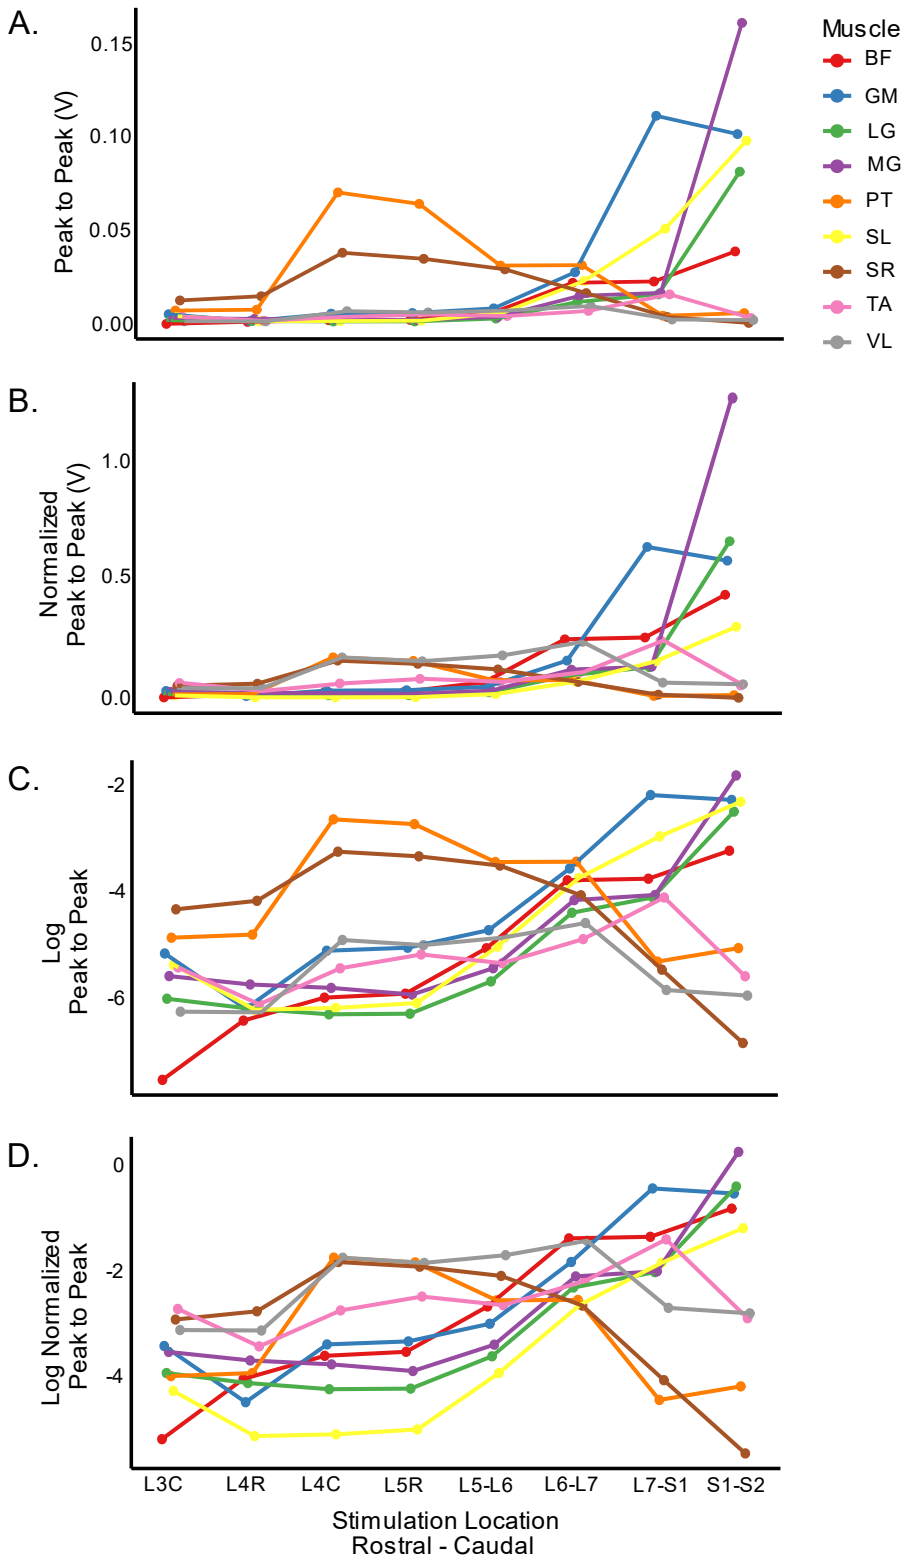 A.
Peak to Peak (V)
0.15
0.10
0.05
0.00
Muscle
BF
GM
LG
MG
PT
SL
SR
TA
VL
B.
Normalized
Peak to Peak (V)
1.0
0.5
0.0
C.
Log
Peak to Peak
-2
-4
-6
D.
Log Normalized
Peak to Peak
0
-2
-4
L3C L4R L4C L5R L5-L6 L6-L7 L7-S1 S1-S2
Stimulation Location
Rostral - Caudal